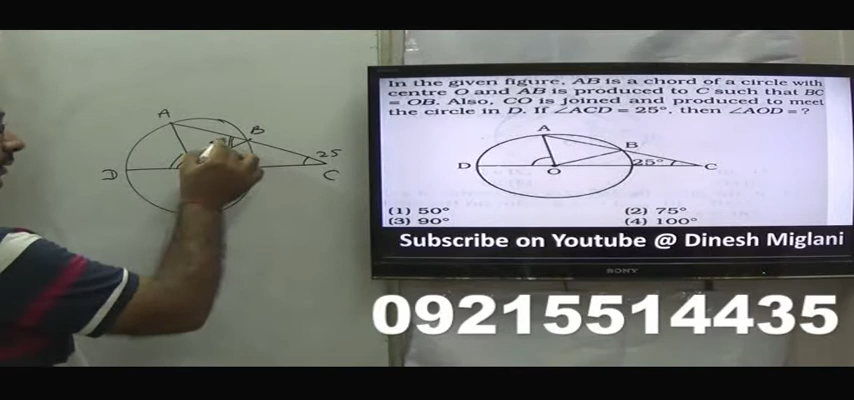 A
B
25
D
C
In the given figure, AB is a chord of a circle with
centre O and AB is produced to C such that BC
= OB. Also, CO is joined and produced to meet
the circle in D. If ∠ACD = 25°, then ∠AOD = ?
A
B
D
25°
C
O
(1) 50°
(2) 75°
(3) 90°
(4) 100°
Subscribe on Youtube @ Dinesh Miglani
SONY
09215514435